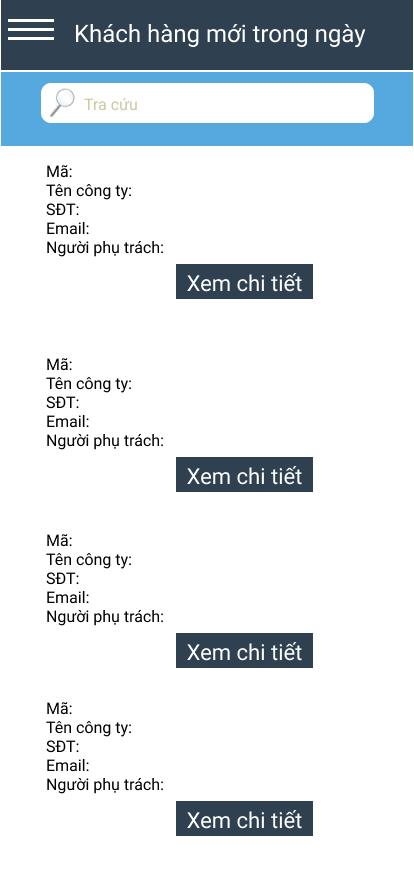 Khách hàng mới trong ngày
Tra cứu
Mã:
Tên công ty:
SĐT:
Email:
Người phụ trách:
Xem chi tiết
Mã:
Tên công ty:
SĐT:
Email:
Người phụ trách:
Xem chi tiết
Mã:
Tên công ty:
SĐT:
Email:
Người phụ trách:
Xem chi tiết
Mã:
Tên công ty:
SĐT:
Email:
Người phụ trách:
Xem chi tiết